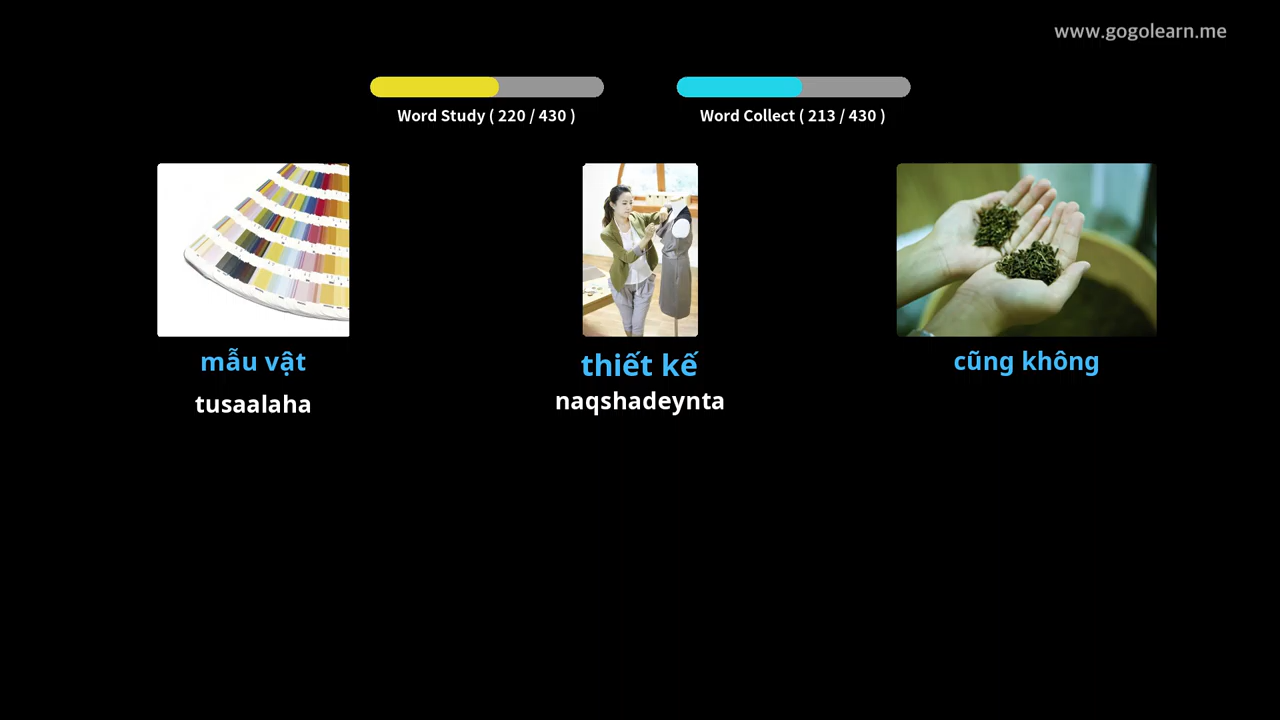 www.gogolearn.me
Word Study ( 220 / 430 )
Word Collect ( 213 / 430 )
mẫu vật
tusaalaha
thiết kế
naqshadeynta
cũng không